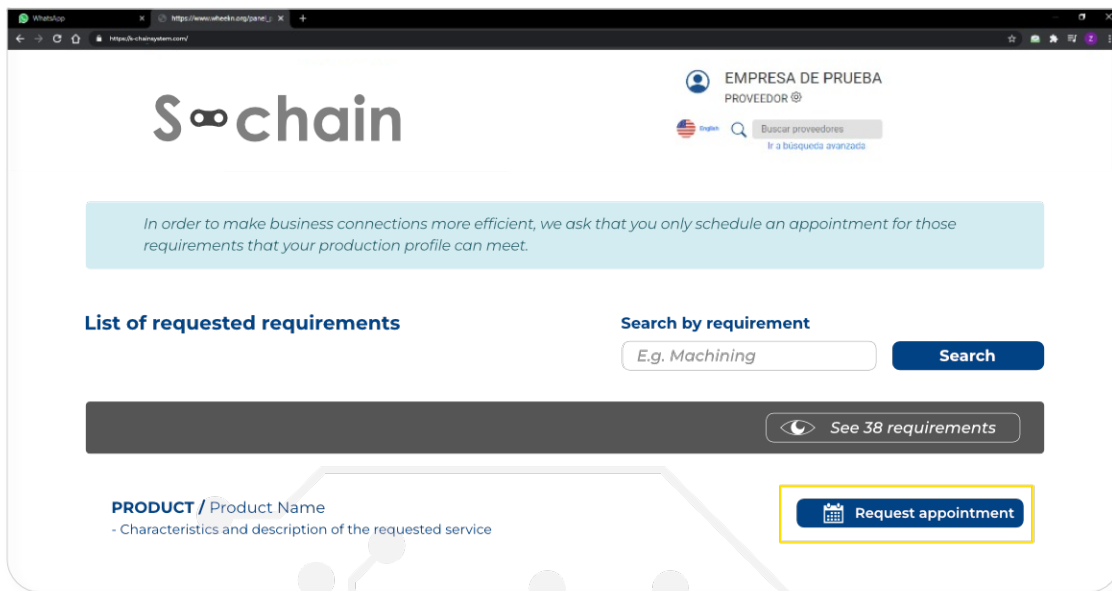 WhatsApp
https://www.wheekn.org/panel_
https://s-chainsystem.com/
S chain
EMPRESA DE PRUEBA
PROVEEDOR
English
Buscar proveedores
Ir a búsqueda avanzada
In order to make business connections more efficient, we ask that you only schedule an appointment for those
requirements that your production profile can meet.
List of requested requirements
Search by requirement
E.g. Machining
Search
See 38 requirements
PRODUCT / Product Name
- Characteristics and description of the requested service
Request appointment